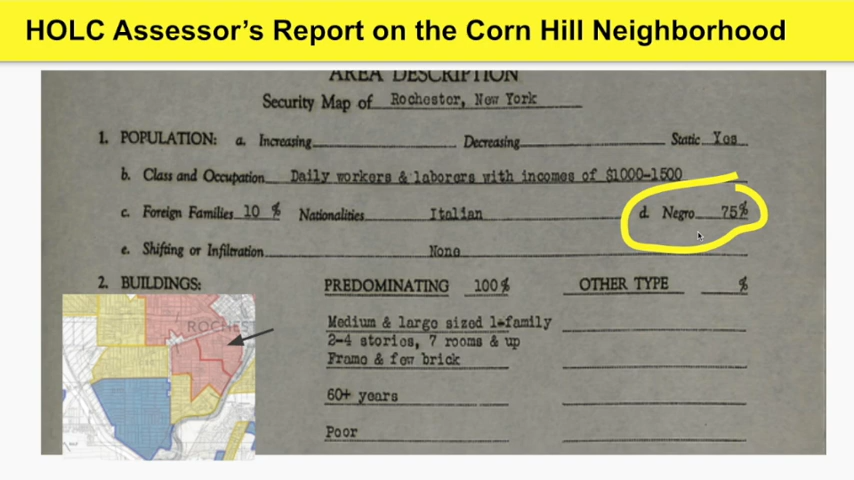 HOLC Assessor's Report on the Corn Hill Neighborhood
AREA DESCRIPTION
Security Map of Rochester, New York
1. POPULATION: a. Increasing Decreasing Static Yes
b. Class and Occupation Daily workers & laborers with incomes of $1000-1500
c. Foreign Families 10 % Nationalities Italian d. Negro 75%
e. Shifting or Infiltration None
2. BUILDINGS: PREDOMINATING 100% OTHER TYPE %
Medium & large sized 1-family
2-4 stories, 7 rooms & up
Frame & few brick
60+ years
Poor
ROCHES